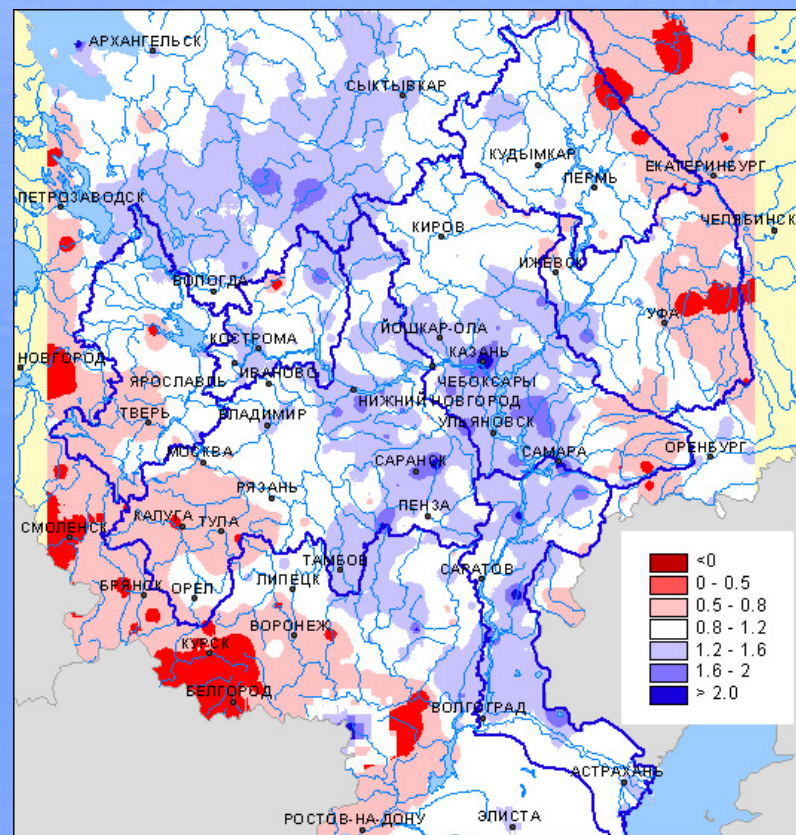 АРХАНГЕЛЬСК
СЫКТЫВКАР
КУДЫМКАР
ПЕРМЬ
ЕКАТЕРИНБУРГ
ПЕТРОЗАВОДСК
ЧЕЛЯБИНСК
КИРОВ
ИЖЕВСК
ВОЛОГДА
УФА
КОСТРОМА
ЙОШКАР-ОЛА
НОВГОРОД
ЯРОСЛАВЛЬ
ИВАНОВО
КАЗАНЬ
ЧЕБОКСАРЫ
НИЖНИЙ НОВГОРОД
ТВЕРЬ
ВЛАДИМИР
УЛЬЯНОВСК
МОСКВА
САРАНСК
САМАРА
ОРЕНБУРГ
РЯЗАНЬ
ПЕНЗА
СМОЛЕНСК
КАЛУГА
ТУЛА
БРЯНСК
ОРЕЛ
ЛИПЕЦК
ТАМБОВ
САРАТОВ
ВОРОНЕЖ
КУРСК
БЕЛГОРОД
ВОЛГОГРАД
АСТРАХАНЬ
РОСТОВ-НА-ДОНУ
ЭЛИСТА
<0
0 - 0.5
0.5 - 0.8
0.8 - 1.2
1.2 - 1.6
1.6 - 2
> 2.0